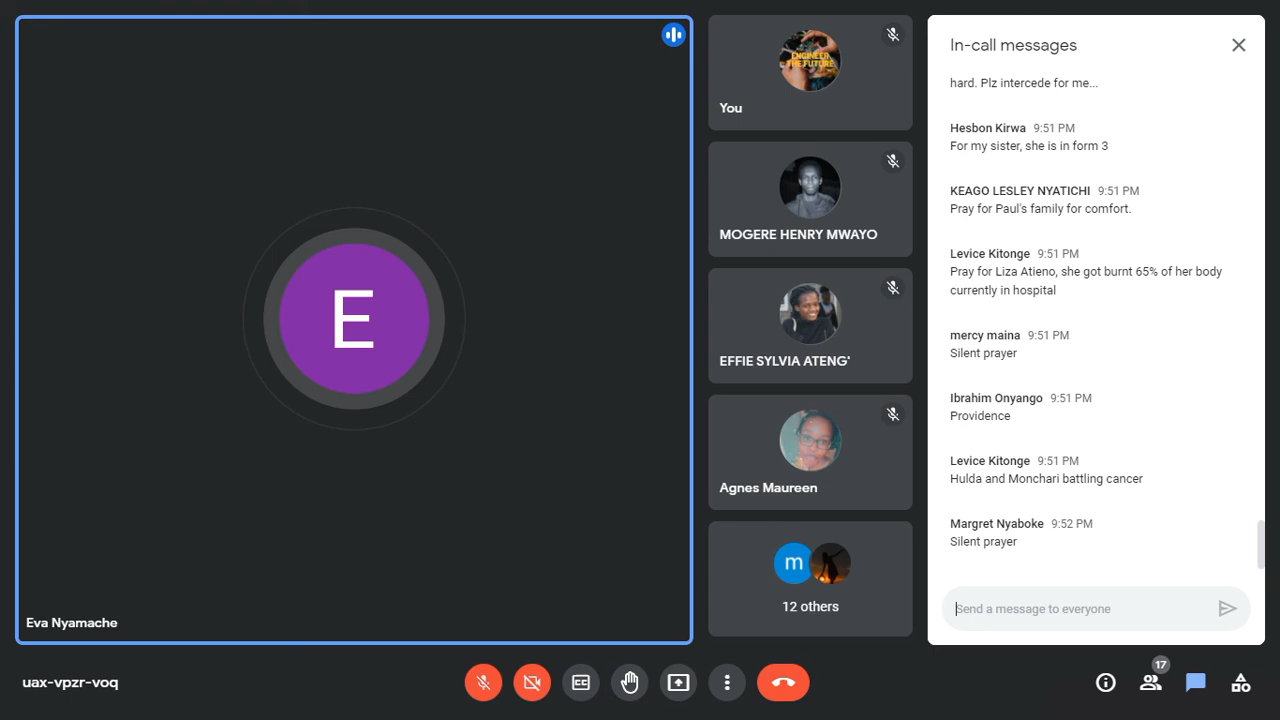 E
Eva Nyamache
ENGINEER
THE FUTURE
You
MOGERE HENRY MWAYO
EFFIE SYLVIA ATENG'
Agnes Maureen
m
12 others
In-call messages
hard. Plz intercede for me...
Hesbon Kirwa 9:51 PM
For my sister, she is in form 3
KEAGO LESLEY NYATICHI 9:51 PM
Pray for Paul's family for comfort.
Levice Kitonge 9:51 PM
Pray for Liza Atieno, she got burnt 65% of her body
currently in hospital
mercy maina 9:51 PM
Silent prayer
Ibrahim Onyango 9:51 PM
Providence
Levice Kitonge 9:51 PM
Hulda and Monchari battling cancer
Margret Nyaboke 9:52 PM
Silent prayer
Send a message to everyone
uax-vpzr-voq
CC
17